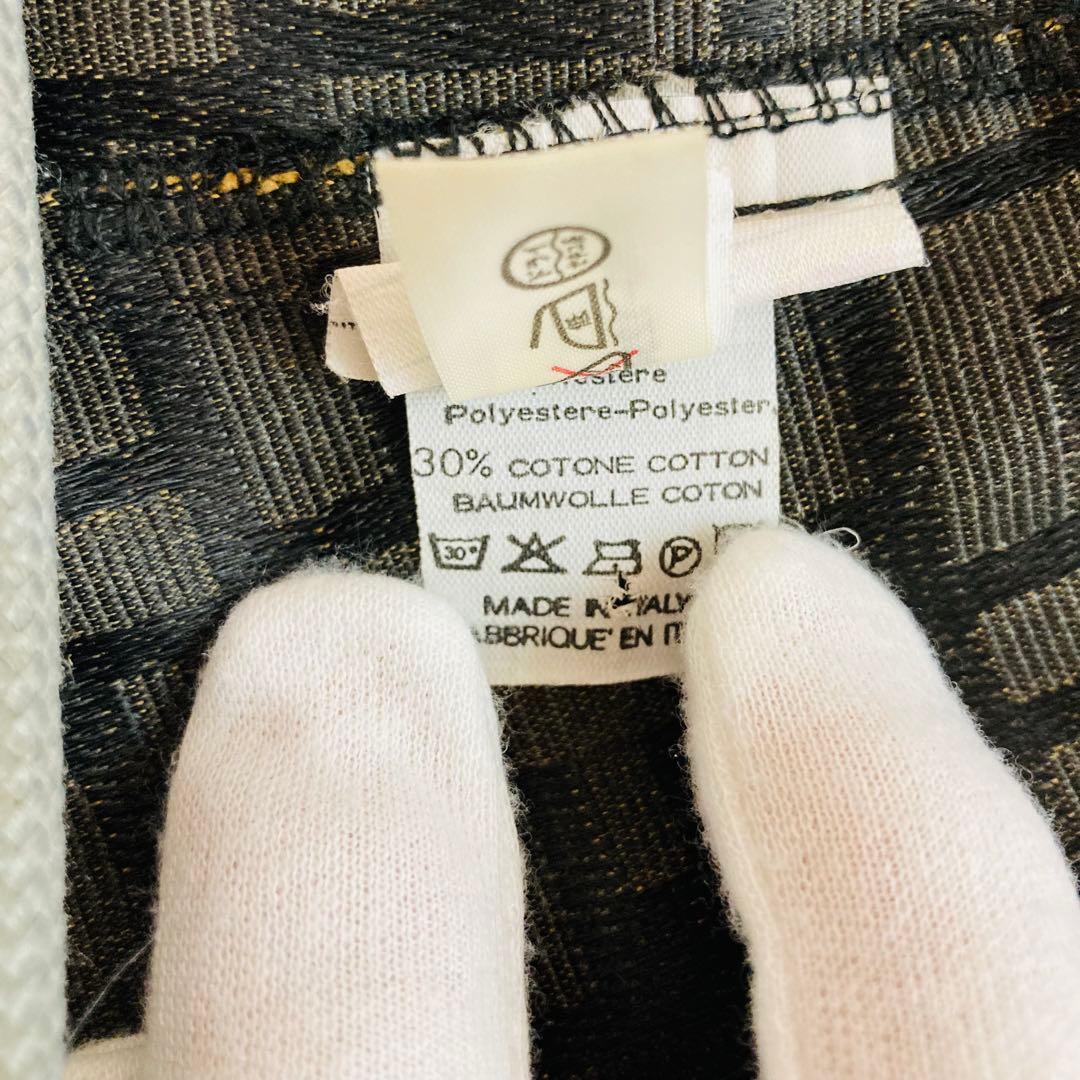 Polyestere-Polyester
30% COTONE COTTON
BAUMWOLLE COTON
30° P
MADE IN ITALY
ABBRIQUE' EN IT